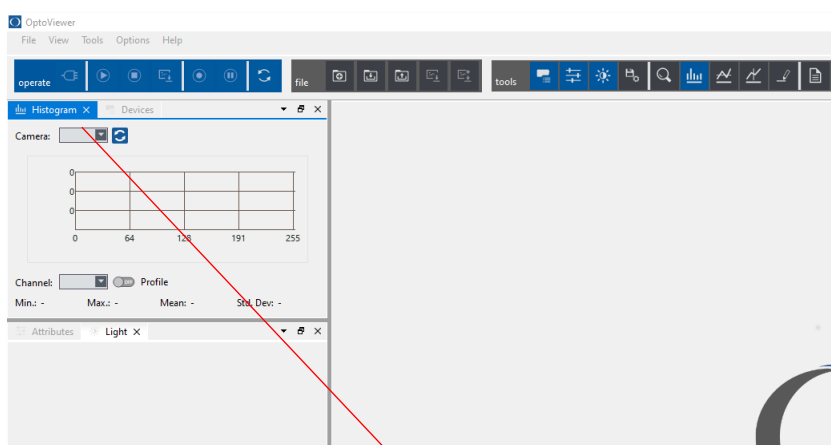 OptoViewer
File View Tools Options Help
operate file tools
Histogram Devices
Camera:
0
0
0
0 64 128 191 255
Channel: Profile
Min.: - Max.: - Mean: - Std. Dev: -
Attributes Light